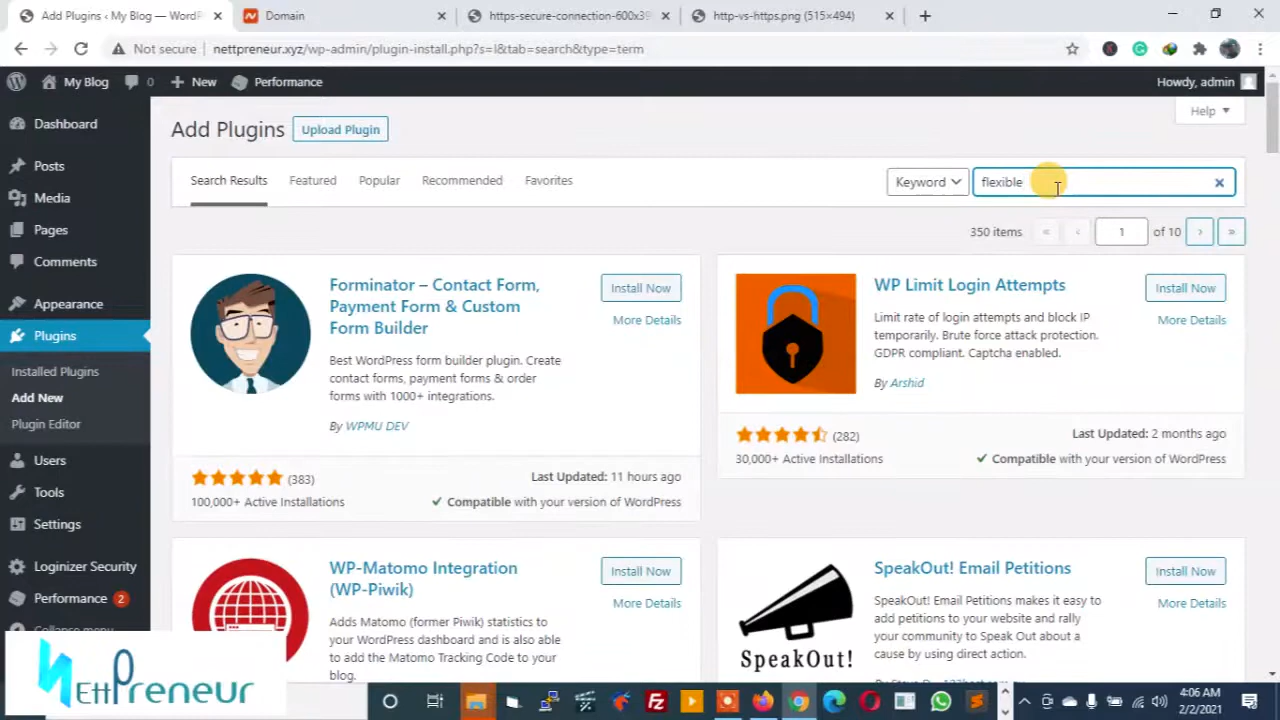 Add Plugins ‹ My Blog — WordPr
Domain
https-secure-connection-600x39
http-vs-https.png (515×494)
Not secure nettpreneur.xyz/wp-admin/plugin-install.php?s=l&tab=search&type=term
My Blog 0 New Performance
Howdy, admin
Dashboard
Posts
Media
Pages
Comments
Appearance
Plugins
Installed Plugins
Add New
Plugin Editor
Users
Tools
Settings
Loginizer Security
Performance 2
Collapse menu
Help
Add Plugins Upload Plugin
Search Results Featured Popular Recommended Favorites Keyword flexible
350 items « ‹ 1 of 10 › »
Forminator – Contact Form,
Payment Form & Custom
Form Builder
Install Now
More Details
Best WordPress form builder plugin. Create
contact forms, payment forms & order
forms with 1000+ integrations.
By WPMU DEV
(383)
Last Updated: 11 hours ago
100,000+ Active Installations
Compatible with your version of WordPress
WP Limit Login Attempts
Install Now
More Details
Limit rate of login attempts and block IP
temporarily. Brute force attack protection.
GDPR compliant. Captcha enabled.
By Arshid
(282)
Last Updated: 2 months ago
30,000+ Active Installations
Compatible with your version of WordPress
WP-Matomo Integration
(WP-Piwik)
Install Now
More Details
Adds Matomo (former Piwik) statistics to
your WordPress dashboard and is also able
to add the Matomo Tracking Code to your
blog.
SpeakOut!
SpeakOut! Email Petitions
Install Now
More Details
SpeakOut! Email Petitions makes it easy to
add petitions to your website and rally
your community to Speak Out about a
cause by using direct action.
NEttPreneur
4:06 AM
2/2/2021